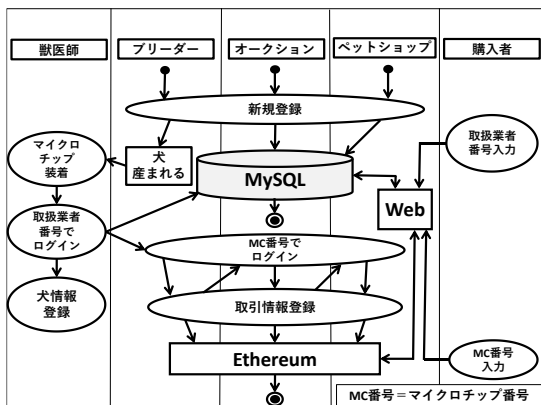 獣医師
ブリーダー
オークション
ペットショップ
購入者
新規登録
マイクロ
チップ
装着
犬
産まれる
取扱業者
番号入力
MySQL
Web
取扱業者
番号で
ログイン
MC番号で
ログイン
犬情報
登録
取引情報登録
Ethereum
MC番号
入力
MC番号＝マイクロチップ番号